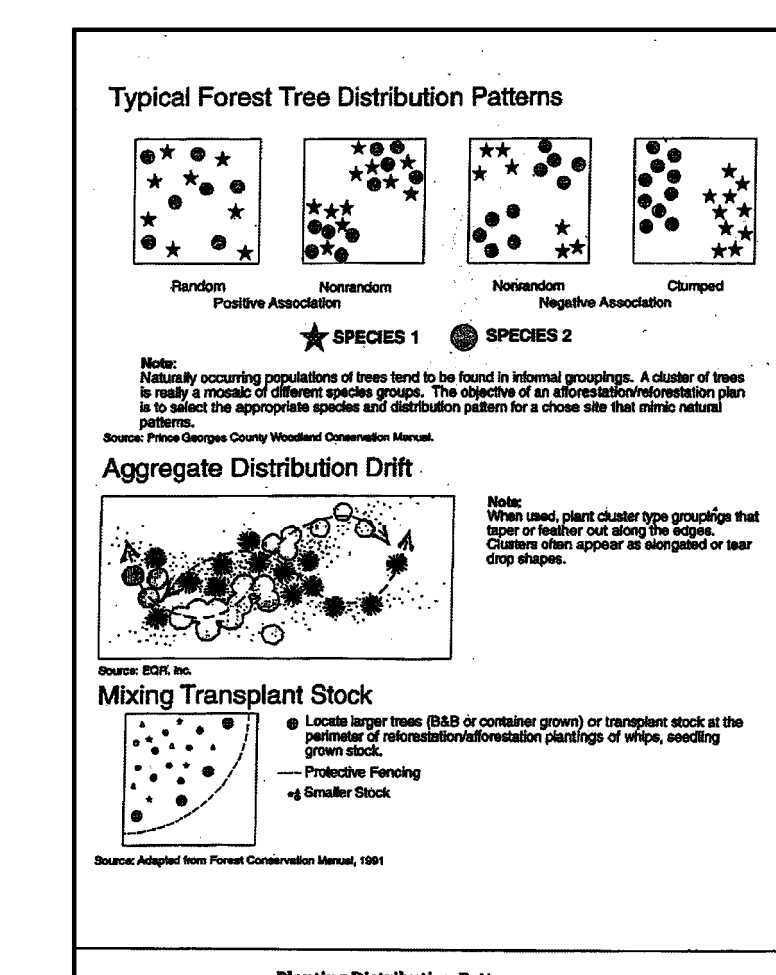 Typical Forest Tree Distribution Patterns
Random
Nonrandom
Nonrandom
Clumped
Positive Association
Negative Association
SPECIES 1
SPECIES 2
Note:
Naturally occurring populations of trees tend to be found in informal groupings. A cluster of trees
is really a mosaic of different species groups. The objective of an afforestation/reforestation plan
is to select the appropriate species and distribution pattern for a chose site that mimic natural
patterns.
Source: Prince Georges County Woodland Conservation Manual.
Aggregate Distribution Drift
Note:
When used, plant cluster type groupings that
taper or feather out along the edges.
Clusters often appear as elongated or tear
drop shapes.
Source: EQR, Inc.
Mixing Transplant Stock
Locate larger trees (B&B or container grown) or transplant stock at the
perimeter of reforestation/afforestation plantings of whips, seedling
grown stock.
Protective Fencing
Smaller Stock
Source: Adapted from Forest Conservation Manual, 1991